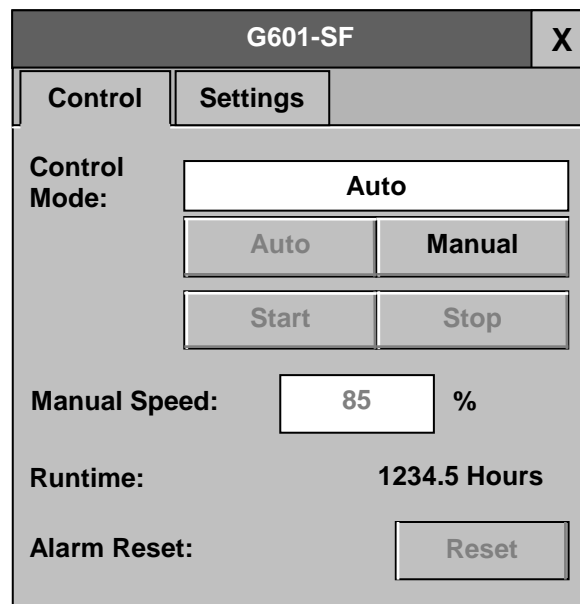 G601-SF X
Control Settings
Control
Mode:
Auto
Auto Manual
Start Stop
Manual Speed: 85 %
Runtime: 1234.5 Hours
Alarm Reset: Reset